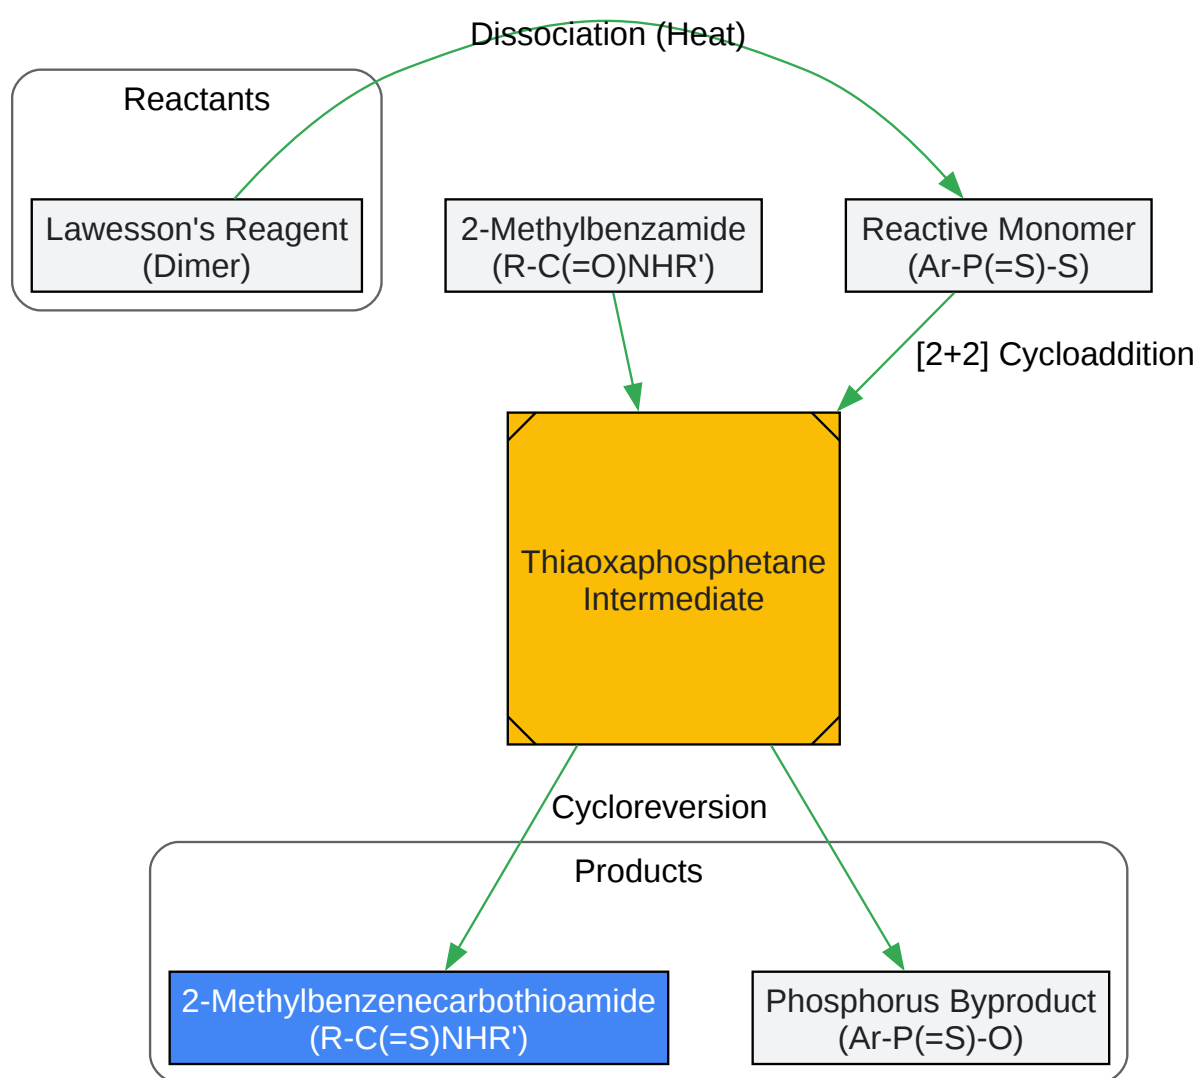 Dissociation (Heat)
Reactants
Lawesson's Reagent
(Dimer)
2-Methylbenzamide
(R-C(=O)NHR')
Reactive Monomer
(Ar-P(=S)-S)
[2+2] Cycloaddition
Thiaoxaphosphetane
Intermediate
Cycloreversion
Products
2-Methylbenzenecarbothioamide
(R-C(=S)NHR')
Phosphorus Byproduct
(Ar-P(=S)-O)